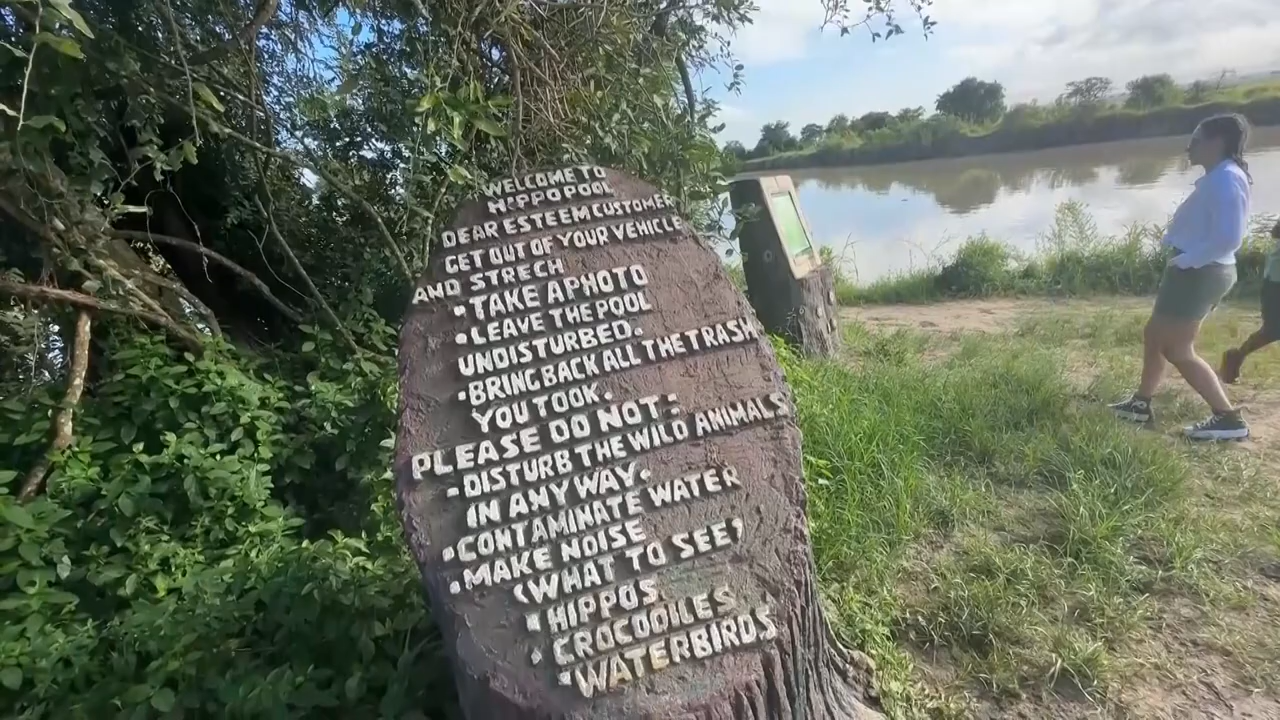 WELCOME TO
HIPPO POOL
DEAR ESTEEM CUSTOMER
GET OUT OF YOUR VEHICLE
AND STRECH
• TAKE A PHOTO
• LEAVE THE POOL
UNDISTURBED.
• BRING BACK ALL THE TRASH
YOU TOOK.
PLEASE DO NOT:
- DISTURB THE WILD ANIMALS
IN ANY WAY.
• CONTAMINATE WATER
• MAKE NOISE
(WHAT TO SEE)
• HIPPOS
• CROCODILES
• WATERBIRDS